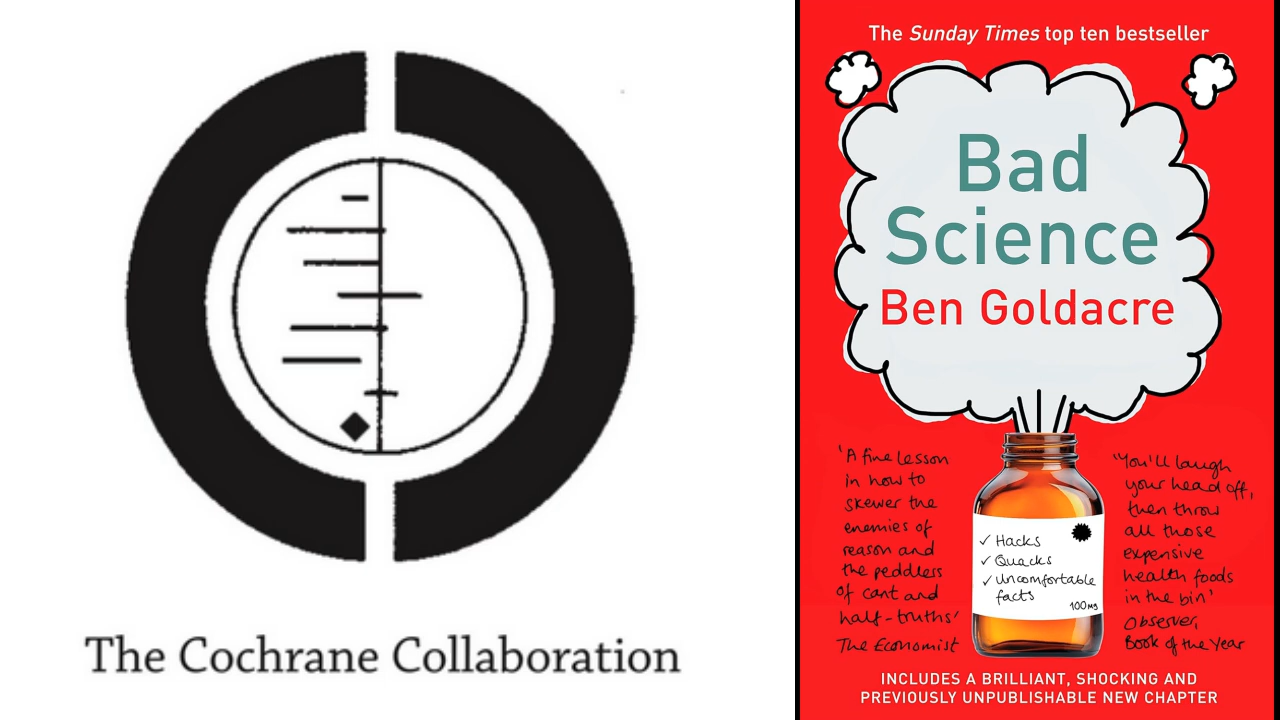 The Cochrane Collaboration
The Sunday Times top ten bestseller
Bad
Science
Ben Goldacre
'A fine lesson
in how to
skewer the
enemies of
reason and
the peddlers
of cant and
half-truths'
The Economist
✓ Hacks
✓ Quacks
✓ Uncomfortable
facts
100mg
"You'll laugh
your head off,
then throw
all those
expensive
health foods
in the bin'
Observer,
Book of the Year
INCLUDES A BRILLIANT, SHOCKING AND
PREVIOUSLY UNPUBLISHABLE NEW CHAPTER